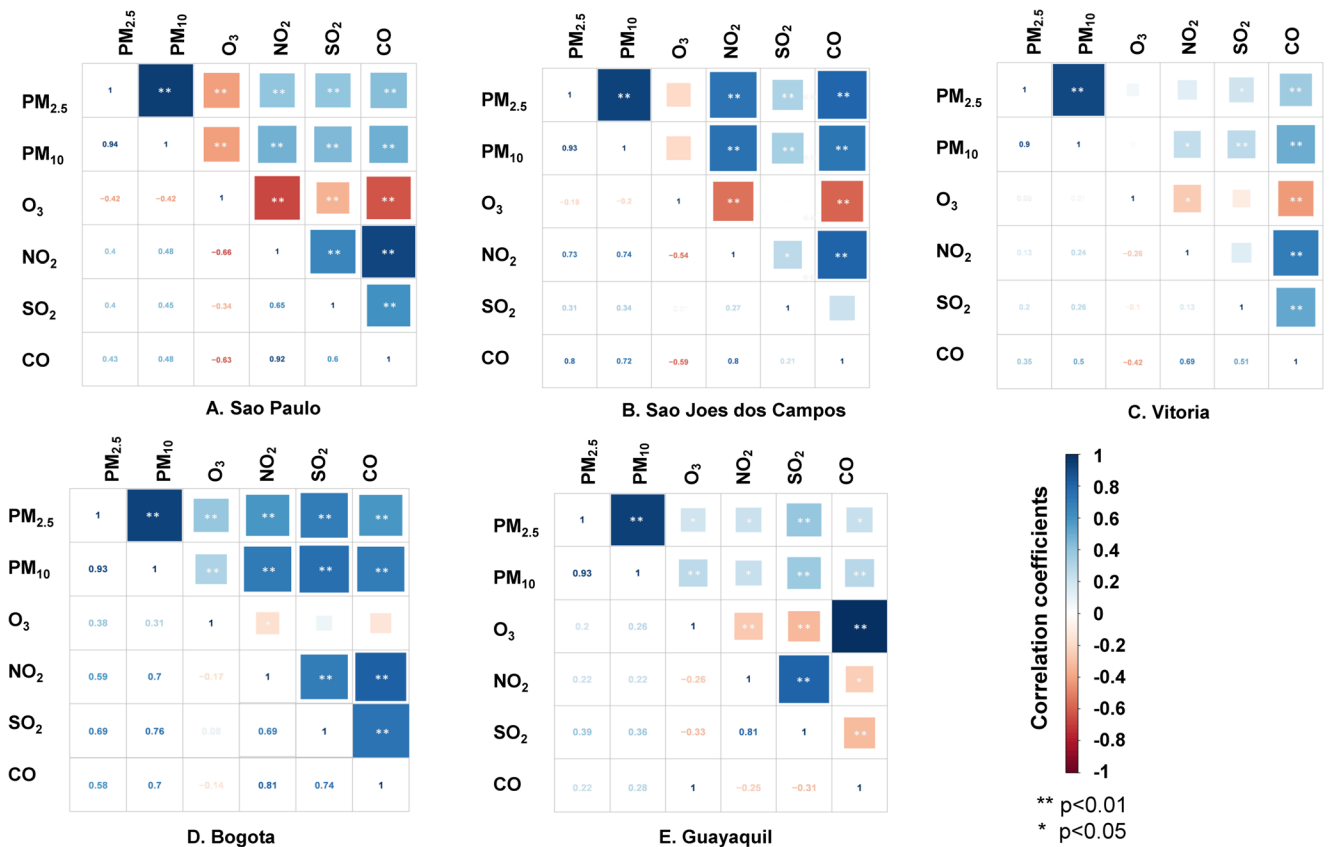 PM2.5 PM10 O3 NO2 SO2 CO
PM2.5 1 ** ** ** ** **
PM10 0.94 1 ** ** ** **
O3 −0.42 −0.42 1 ** ** **
NO2 0.4 0.48 −0.66 1 ** **
SO2 0.4 0.45 −0.34 0.65 1 **
CO 0.43 0.48 −0.63 0.92 0.6 1
A. Sao Paulo
PM2.5 PM10 O3 NO2 SO2 CO
PM2.5 1 ** ** ** **
PM10 0.93 1 ** ** **
O3 −0.19 −0.2 1 ** **
NO2 0.73 0.74 −0.54 1 * **
SO2 0.31 0.34 0.27 1
CO 0.8 0.72 −0.59 0.8 0.21 1
B. Sao Joes dos Campos
PM2.5 PM10 O3 NO2 SO2 CO
PM2.5 1 ** * **
PM10 0.9 1 * ** **
O3 1 * **
NO2 0.13 0.24 −0.26 1 **
SO2 0.2 0.26 −0.1 0.13 1 **
CO 0.35 0.5 −0.42 0.69 0.51 1
C. Vitoria
PM2.5 PM10 O3 NO2 SO2 CO
PM2.5 1 ** ** ** ** **
PM10 0.93 1 ** ** ** **
O3 0.38 0.31 1 *
NO2 0.59 0.7 −0.17 1 ** **
SO2 0.69 0.76 0.08 0.69 1 **
CO 0.58 0.7 −0.14 0.81 0.74 1
D. Bogota
PM2.5 PM10 O3 NO2 SO2 CO
PM2.5 1 ** * * ** *
PM10 0.93 1 ** * ** **
O3 0.2 0.26 1 ** ** **
NO2 0.22 0.22 −0.26 1 ** *
SO2 0.39 0.36 −0.33 0.81 1 **
CO 0.22 0.28 1 −0.25 −0.31 1
E. Guayaquil
Correlation coefficients
1
0.8
0.6
0.4
0.2
0
-0.2
-0.4
-0.6
-0.8
-1
** p<0.01
* p<0.05